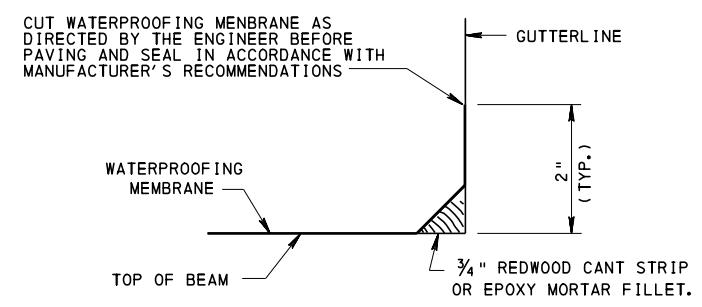 CUT WATERPROOFING MENBRANE AS
DIRECTED BY THE ENGINEER BEFORE
PAVING AND SEAL IN ACCORDANCE WITH
MANUFACTURER'S RECOMMENDATIONS
GUTTERLINE
2"
(TYP.)
WATERPROOFING
MEMBRANE
TOP OF BEAM
3/4" REDWOOD CANT STRIP
OR EPOXY MORTAR FILLET.